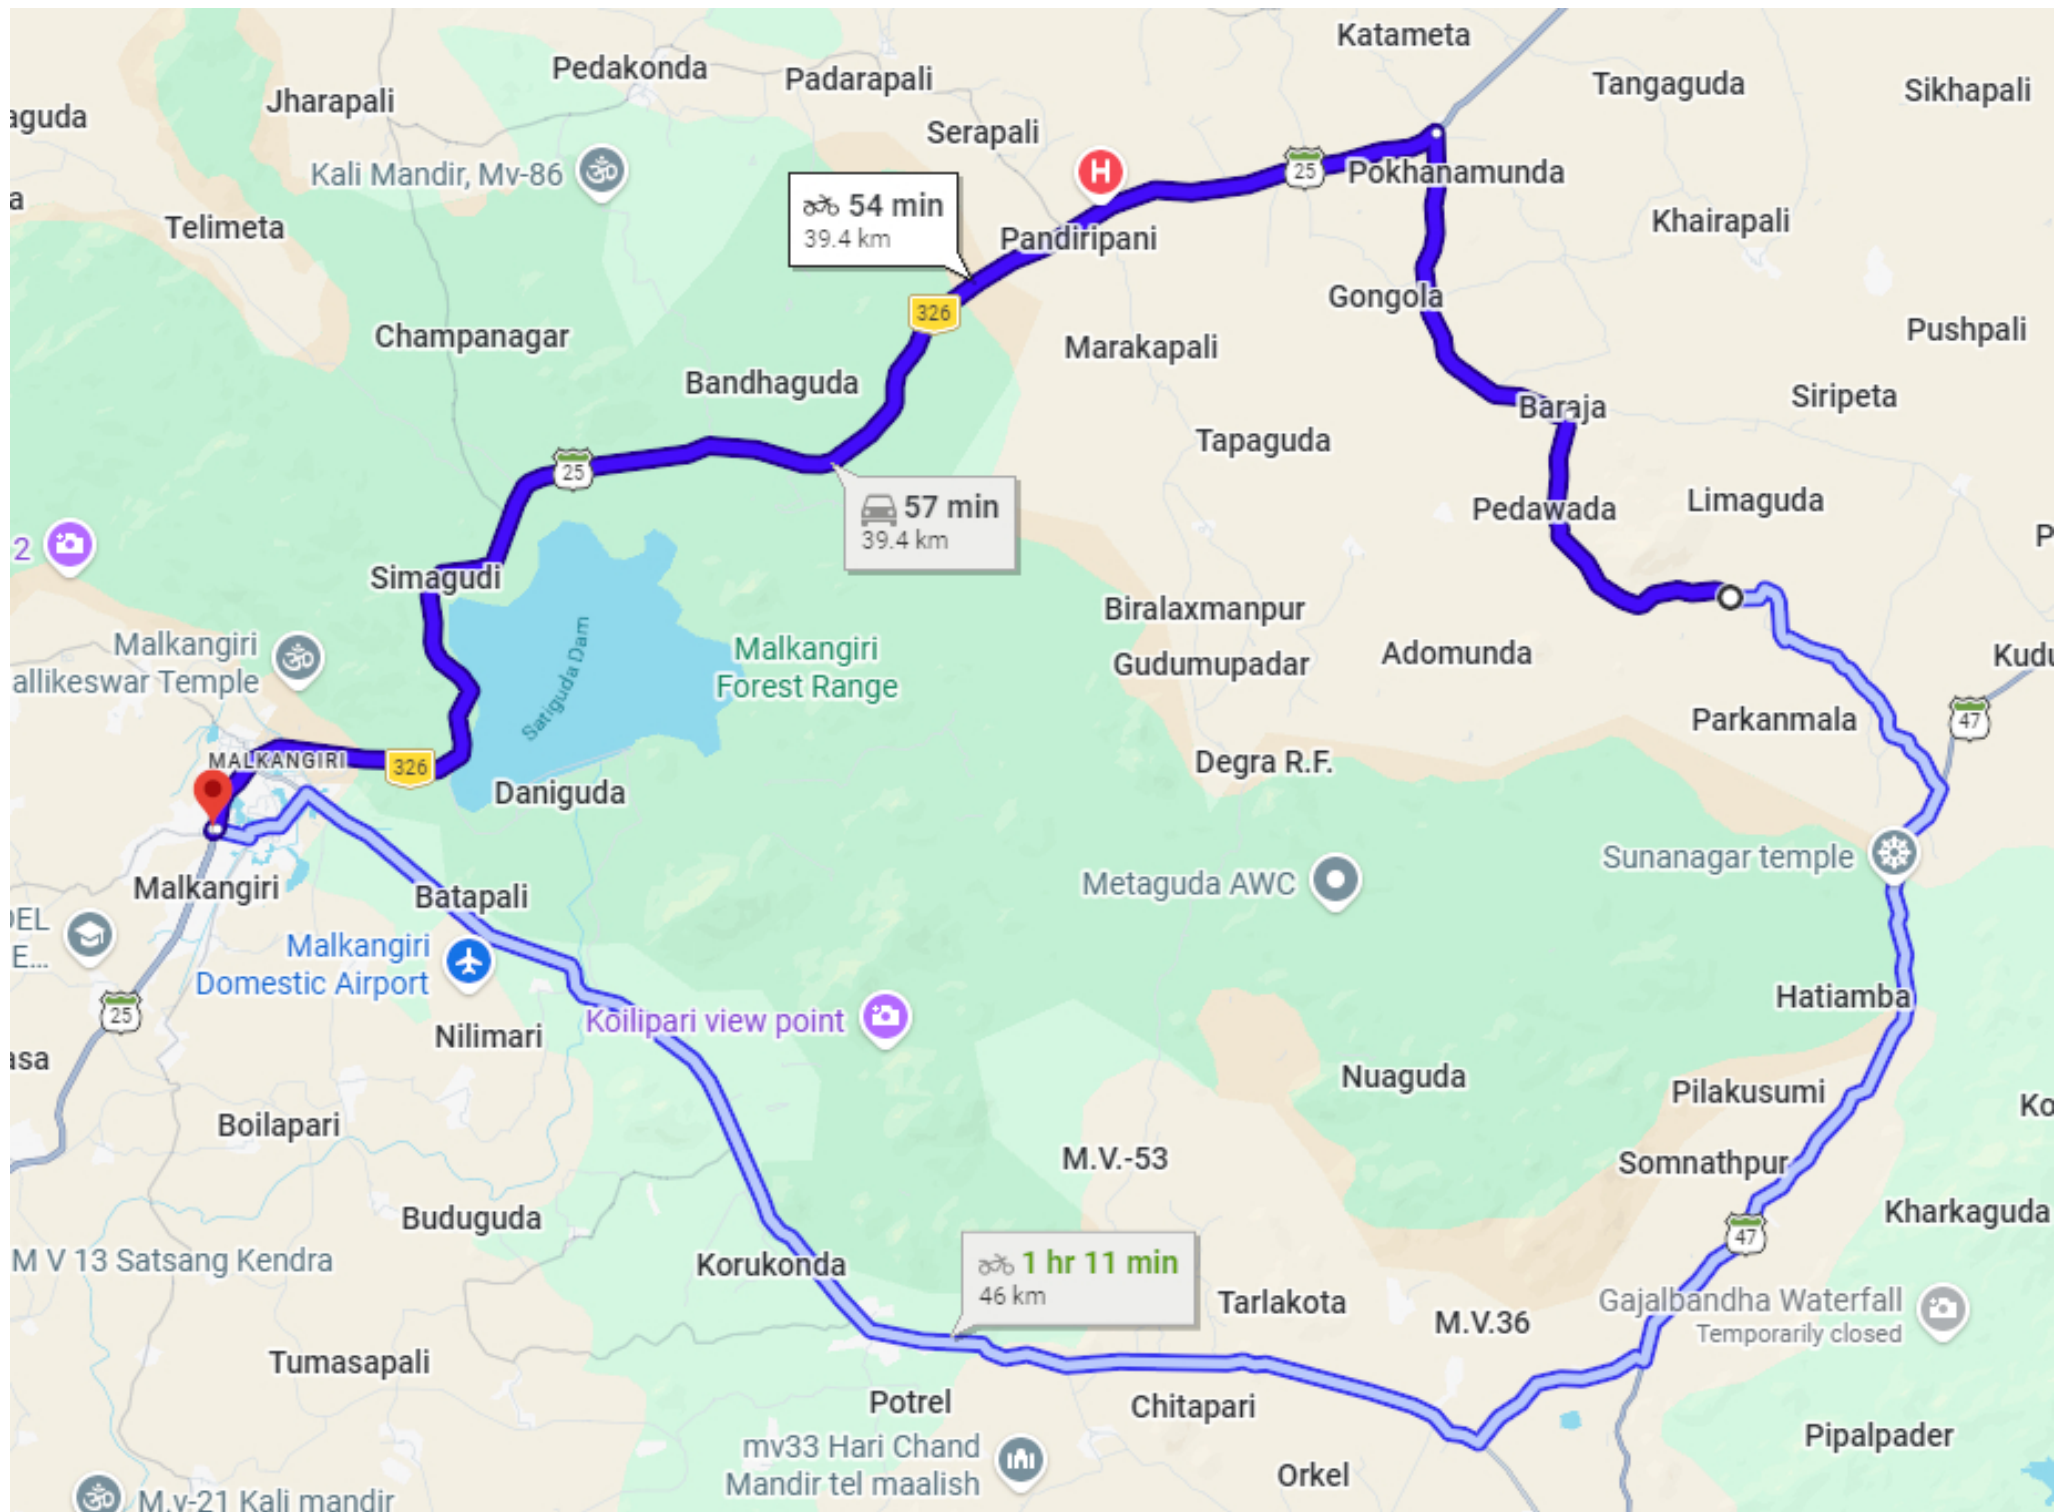 Katameta
Pedakonda
Padarapali
Tangaguda
Sikhapali
Jharapali
aguda
Serapali
Kali Mandir, Mv-86
25
Pokhanamunda
H
a
54 min
39.4 km
Telimeta
Khairapali
Pandiripani
Gongola
326
Pushpali
Champanagar
Marakapali
Bandhaguda
Siripeta
Baraja
Tapaguda
25
57 min
39.4 km
Pedawada
Limaguda
P
2
Simagudi
Biralaxmanpur
Satiguda Dam
Malkangiri
Forest Range
Malkangiri
allikeswar Temple
Gudumupadar
Adomunda
Kudu
Parkanmala
47
MALKANGIRI
326
Degra R.F.
Daniguda
Sunanagar temple
Malkangiri
Metaguda AWC
Batapali
DEL
E...
Malkangiri
Domestic Airport
Hatiamba
25
Koilipari view point
Nilimari
asa
Nuaguda
Pilakusumi
Ko
Boilapari
M.V.-53
Somnathpur
Buduguda
Kharkaguda
47
M V 13 Satsang Kendra
Korukonda
1 hr 11 min
46 km
Tarlakota
M.V.36
Gajalbandha Waterfall
Temporarily closed
Tumasapali
Potrel
Chitapari
Pipalpader
mv33 Hari Chand
Mandir tel maalish
Orkel
M.v-21 Kali mandir